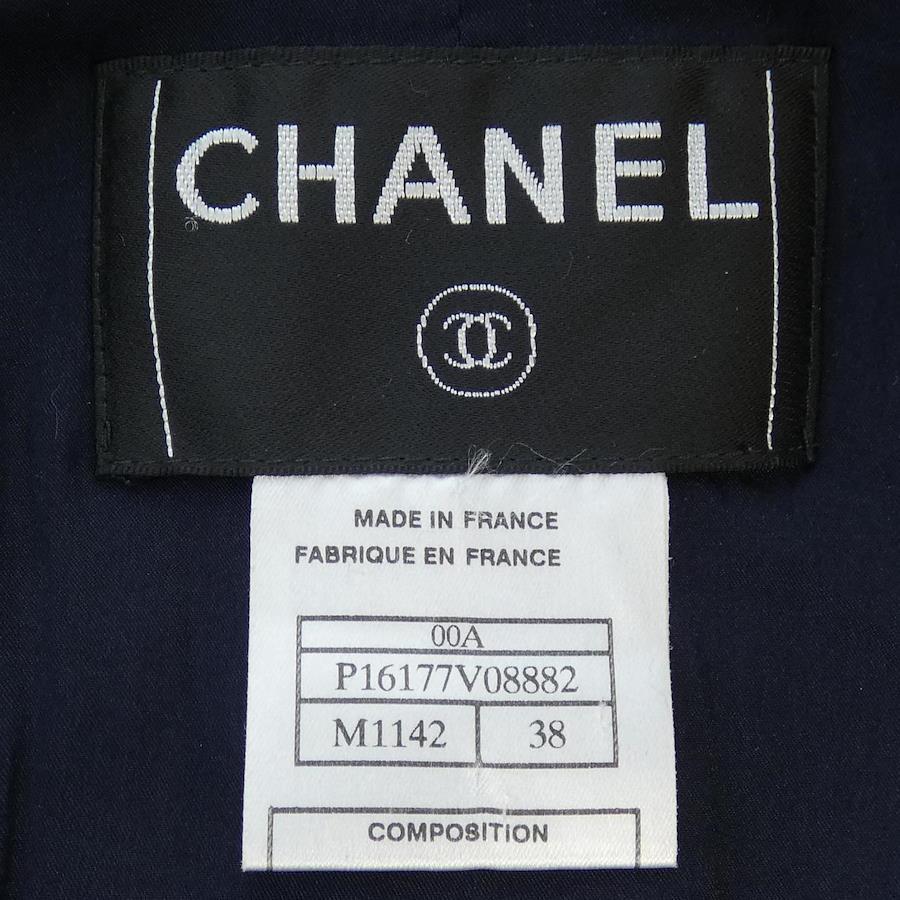 CHANEL
MADE IN FRANCE
FABRIQUE EN FRANCE
00A
P16177V08882
M1142 38
COMPOSITION